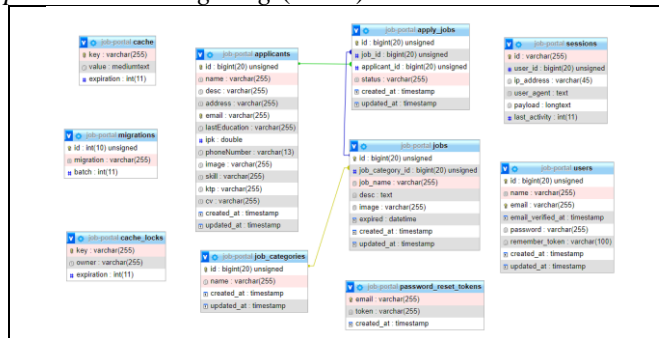 job-portal cache
key : varchar(255)
value : mediumtext
expiration : int(11)
job-portal migrations
id : int(10) unsigned
migration : varchar(255)
batch : int(11)
job-portal cache_locks
key : varchar(255)
owner : varchar(255)
expiration : int(11)
job-portal applicants
id : bigint(20) unsigned
name : varchar(255)
desc : varchar(255)
address : varchar(255)
email : varchar(255)
lastEducation : varchar(255)
ipk : double
phoneNumber : varchar(13)
image : varchar(255)
skill : varchar(255)
ktp : varchar(255)
cv : varchar(255)
created_at : timestamp
updated_at : timestamp
job-portal job_categories
id : bigint(20) unsigned
name : varchar(255)
created_at : timestamp
updated_at : timestamp
job-portal apply_jobs
id : bigint(20) unsigned
job_id : bigint(20) unsigned
applicant_id : bigint(20) unsigned
status : varchar(255)
created_at : timestamp
updated_at : timestamp
job-portal jobs
id : bigint(20) unsigned
job_category_id : bigint(20) unsigned
job_name : varchar(255)
desc : text
image : varchar(255)
expired : datetime
created_at : timestamp
updated_at : timestamp
job-portal password_reset_tokens
email : varchar(255)
token : varchar(255)
created_at : timestamp
job-portal sessions
id : varchar(255)
user_id : bigint(20) unsigned
ip_address : varchar(45)
user_agent : text
payload : longtext
last_activity : int(11)
job-portal users
id : bigint(20) unsigned
name : varchar(255)
email : varchar(255)
email_verified_at : timestamp
password : varchar(255)
remember_token : varchar(100)
created_at : timestamp
updated_at : timestamp